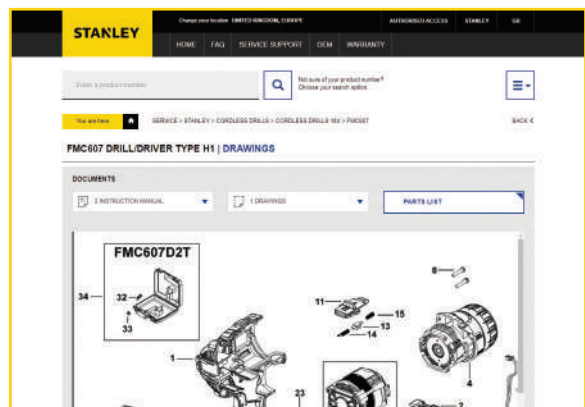 STANLEY
Change your location UNITED KINGDOM, EUROPE
AUTHORISED ACCESS
STANLEY
GB
HOME
FAQ
SERVICE SUPPORT
OEM
WARRANTY
Enter a product number
Not sure of your product number?
Choose your search option.
You are here
SERVICE > STANLEY > CORDLESS DRILLS > CORDLESS DRILLS 18V > FMC607
BACK <
FMC607 DRILL/DRIVER TYPE H1 | DRAWINGS
DOCUMENTS
2 INSTRUCTION MANUAL
1 DRAWINGS
PARTS LIST
FMC607D2T
34
32
33
1
11
15
13
14
8
4
23
2